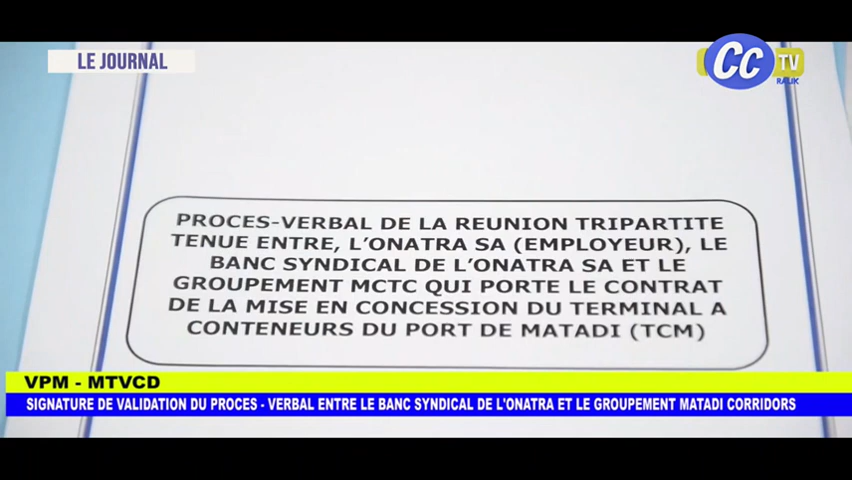 LE JOURNAL
CC TV
RALIK
PROCES-VERBAL DE LA REUNION TRIPARTITE
TENUE ENTRE, L'ONATRA SA (EMPLOYEUR), LE
BANC SYNDICAL DE L'ONATRA SA ET LE
GROUPEMENT MCTC QUI PORTE LE CONTRAT
DE LA MISE EN CONCESSION DU TERMINAL A
CONTENEURS DU PORT DE MATADI (TCM)
VPM - MTVCD
SIGNATURE DE VALIDATION DU PROCES - VERBAL ENTRE LE BANC SYNDICAL DE L'ONATRA ET LE GROUPEMENT MATADI CORRIDORS